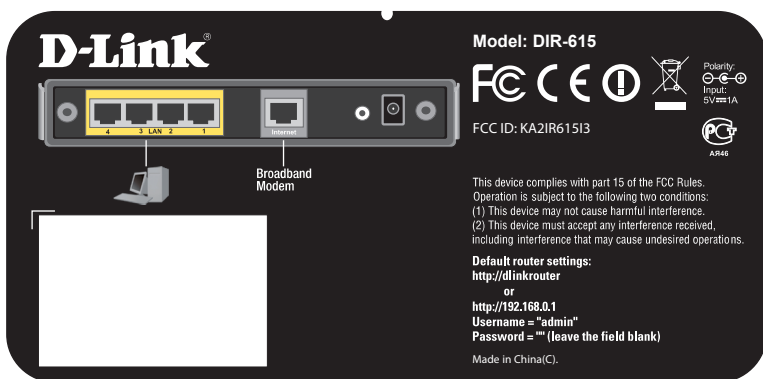 D-Link®
4 3 LAN 2 1
Internet
Broadband
Modem
Model: DIR-615
FC CE
Polarity:
Input:
5V⎓1A
FCC ID: KA2IR615I3
РСТ
АЯ46
This device complies with part 15 of the FCC Rules.
Operation is subject to the following two conditions:
(1) This device may not cause harmful interference.
(2) This device must accept any interference received,
including interference that may cause undesired operations.
Default router settings:
http://dlinkrouter
or
http://192.168.0.1
Username = "admin"
Password = "" (leave the field blank)
Made in China(C).